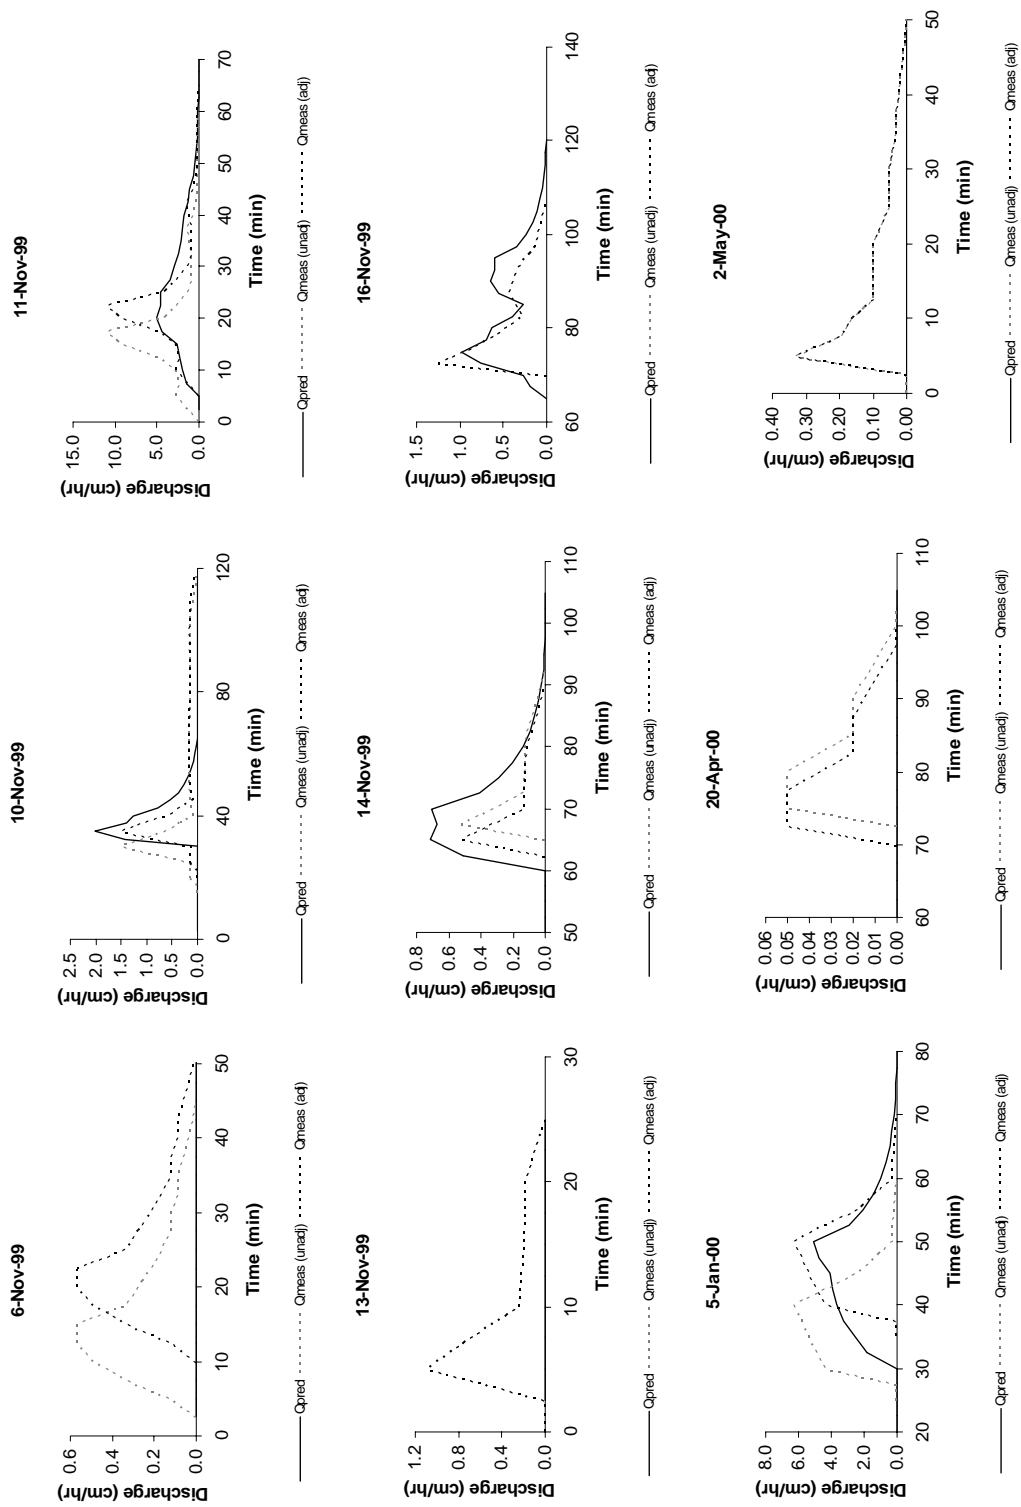 6-Nov-99
Discharge (cm/hr)
0.6
0.4
0.2
0.0
0 10 20 30 40 50
Time (min)
Qpred Qmeas (unadj) Qmeas (adj)
10-Nov-99
Discharge (cm/hr)
2.5
2.0
1.5
1.0
0.5
0.0
0 40 80 120
Time (min)
Qpred Qmeas (unadj) Qmeas (adj)
11-Nov-99
Discharge (cm/hr)
15.0
10.0
5.0
0.0
0 10 20 30 40 50 60 70
Time (min)
Qpred Qmeas (unadj) Qmeas (adj)
13-Nov-99
Discharge (cm/hr)
1.2
0.8
0.4
0.0
0 10 20 30
Time (min)
Qpred Qmeas (unadj) Qmeas (adj)
14-Nov-99
Discharge (cm/hr)
0.8
0.6
0.4
0.2
0.0
50 60 70 80 90 100 110
Time (min)
Qpred Qmeas (unadj) Qmeas (adj)
16-Nov-99
Discharge (cm/hr)
1.5
1.0
0.5
0.0
60 80 100 120 140
Time (min)
Qpred Qmeas (unadj) Qmeas (adj)
5-Jan-00
Discharge (cm/hr)
8.0
6.0
4.0
2.0
0.0
20 30 40 50 60 70 80
Time (min)
Qpred Qmeas (unadj) Qmeas (adj)
20-Apr-00
Discharge (cm/hr)
0.06
0.05
0.04
0.03
0.02
0.01
0.00
60 70 80 90 100 110
Time (min)
Qpred Qmeas (unadj) Qmeas (adj)
2-May-00
Discharge (cm/hr)
0.40
0.30
0.20
0.10
0.00
0 10 20 30 40 50
Time (min)
Qpred Qmeas (unadj) Qmeas (adj)